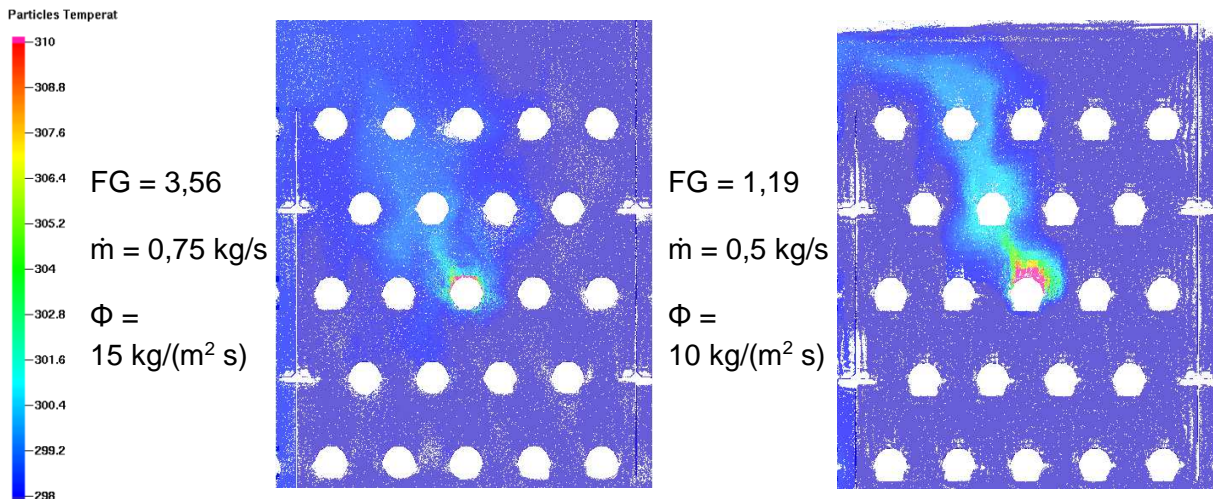 Particles Temperat
310
308.8
307.6
306.4
305.2
304
302.8
301.6
300.4
299.2
298
FG = 3,56
ṁ = 0,75 kg/s
Φ =
15 kg/(m² s)
FG = 1,19
ṁ = 0,5 kg/s
Φ =
10 kg/(m² s)